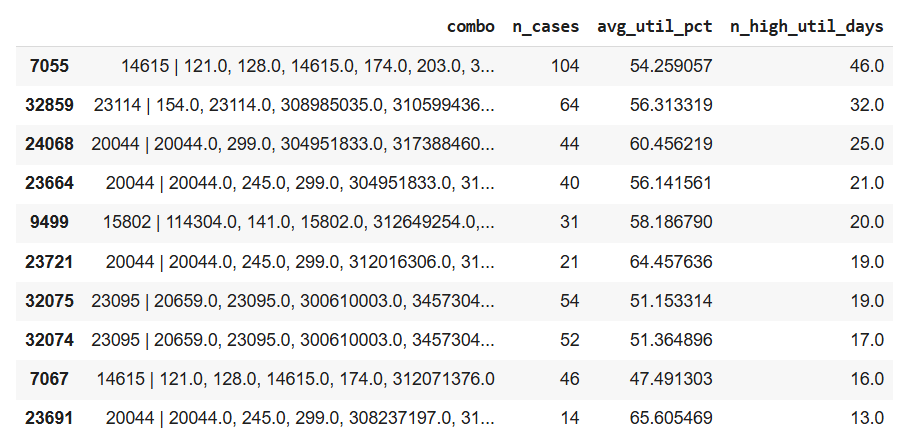 combo n_cases avg_util_pct n_high_util_days
7055 14615 | 121.0, 128.0, 14615.0, 174.0, 203.0, 3... 104 54.259057 46.0
32859 23114 | 154.0, 23114.0, 308985035.0, 310599436... 64 56.313319 32.0
24068 20044 | 20044.0, 299.0, 304951833.0, 317388460... 44 60.456219 25.0
23664 20044 | 20044.0, 245.0, 299.0, 304951833.0, 31... 40 56.141561 21.0
9499 15802 | 114304.0, 141.0, 15802.0, 312649254.0,... 31 58.186790 20.0
23721 20044 | 20044.0, 245.0, 299.0, 312016306.0, 31... 21 64.457636 19.0
32075 23095 | 20659.0, 23095.0, 300610003.0, 3457304... 54 51.153314 19.0
32074 23095 | 20659.0, 23095.0, 300610003.0, 3457304... 52 51.364896 17.0
7067 14615 | 121.0, 128.0, 14615.0, 174.0, 312071376.0 46 47.491303 16.0
23691 20044 | 20044.0, 245.0, 299.0, 308237197.0, 31... 14 65.605469 13.0